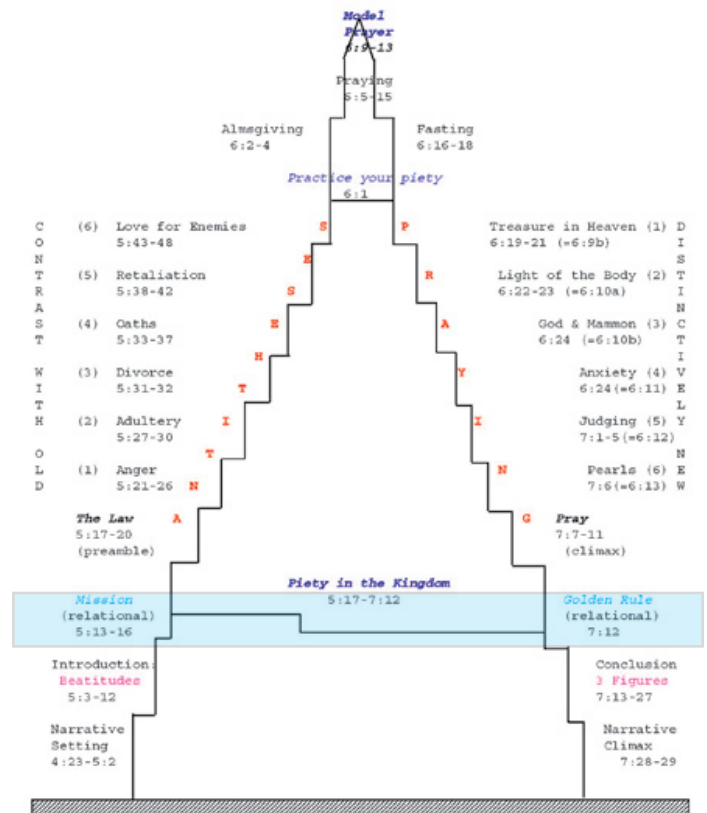 Model
Prayer
6:9-13
Praying
6:5-15
Almsgiving
6:2-4
Fasting
6:16-18
Practice your piety
6:1
CONTRAST WITH OLD
(6) Love for Enemies
5:43-48
(5) Retaliation
5:38-42
(4) Oaths
5:33-37
(3) Divorce
5:31-32
(2) Adultery
5:27-30
(1) Anger
5:21-26
The Law
5:17-20
(preamble)
ANTITHESES
PRAYING
Treasure in Heaven (1)
6:19-21 (=6:9b)
Light of the Body (2)
6:22-23 (=6:10a)
God & Mammon (3)
6:24 (=6:10b)
Anxiety (4)
6:24(=6:11)
Judging (5)
7:1-5(=6:12)
Pearls (6)
7:6(=6:13)
DISTINCTIVELY NEW
Pray
7:7-11
(climax)
Piety in the Kingdom
5:17-7:12
Mission
(relational)
5:13-16
Golden Rule
(relational)
7:12
Introduction:
Beatitudes
5:3-12
Conclusion
3 Figures
7:13-27
Narrative
Setting
4:23-5:2
Narrative
Climax
7:28-29